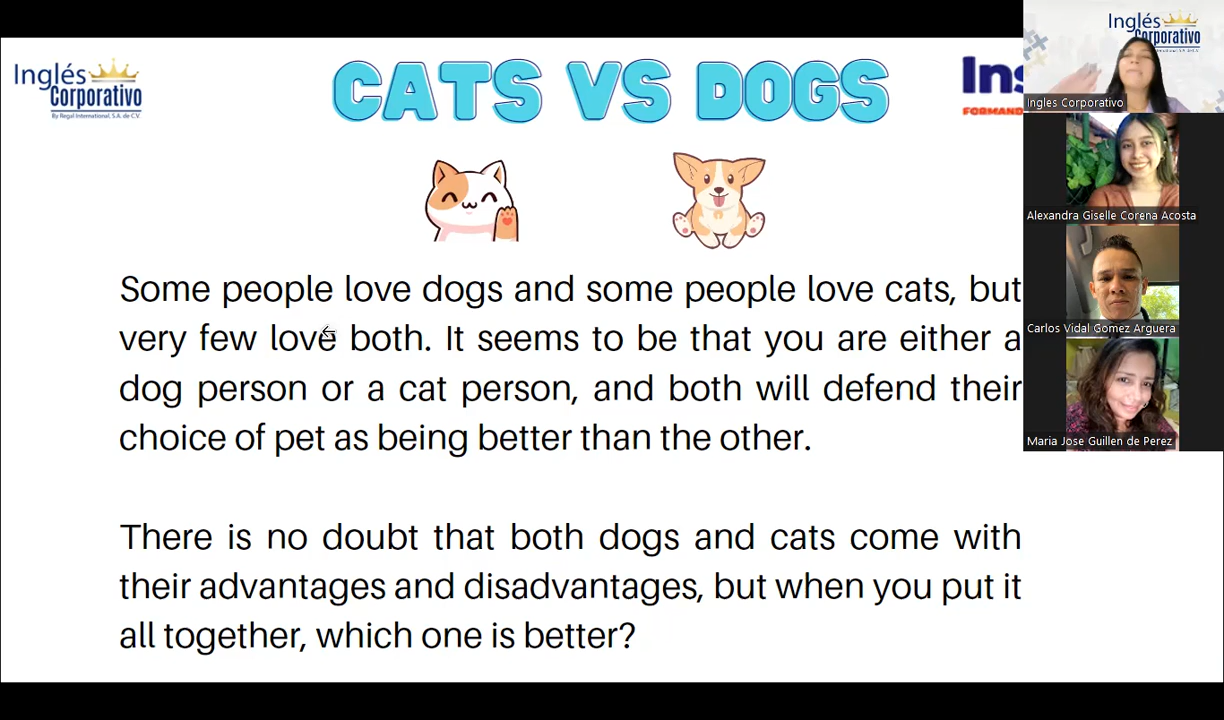 Inglés
Corporativo
By Regal International, S.A. de C.V.
CATS VS DOGS
Ins
FORMAND
Some people love dogs and some people love cats, but
very few love both. It seems to be that you are either a
dog person or a cat person, and both will defend their
choice of pet as being better than the other.
There is no doubt that both dogs and cats come with
their advantages and disadvantages, but when you put it
all together, which one is better?
Inglés
Corporativo
Ingles Corporativo
Alexandra Giselle Corena Acosta
Carlos Vidal Gomez Arguera
Maria Jose Guillen de Perez